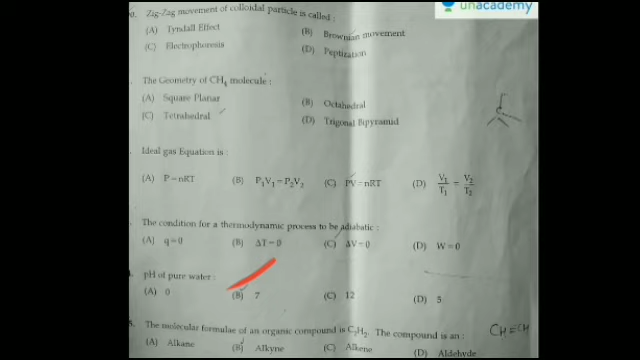 unacademy
0. Zig-Zag movement of colloidal particle is called :
(A) Tyndall Effect (B) Brownian movement
(C) Electrophoresis (D) Peptization
The Geometry of CH4 molecule :
(A) Square Planar (B) Octahedral
(C) Tetrahedral (D) Trigonal Bipyramid
Ideal gas Equation is :
(A) P = nRT (B) P1V1 = P2V2 (C) PV = nRT (D) V1/T1 = V2/T2
The condition for a thermodynamic process to be adiabatic :
(A) q = 0 (B) ΔT = 0 (C) ΔV = 0 (D) W = 0
pH of pure water :
(A) 0 (B) 7 (C) 12 (D) 5
5. The molecular formulae of an organic compound is C2H2. The compound is an : CH≡CH
(A) Alkane (B) Alkyne (C) Alkene (D) Aldehyde